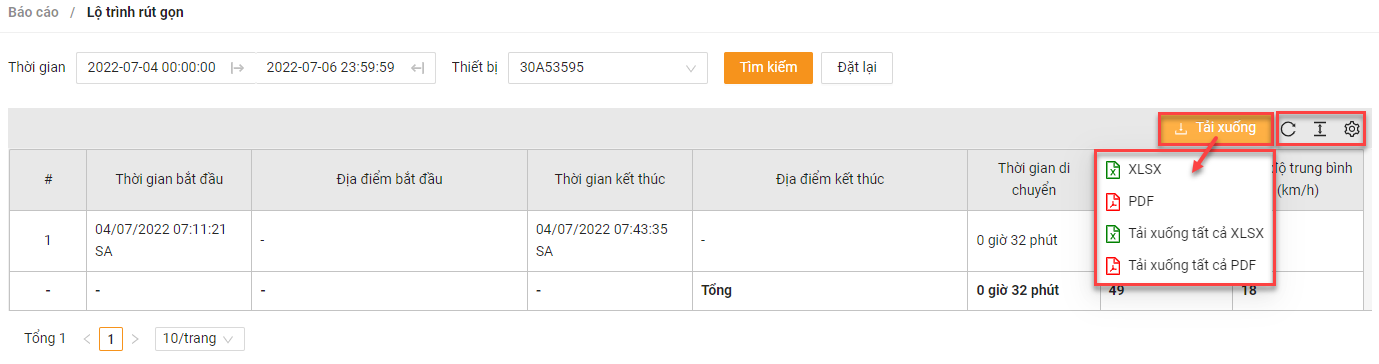 Báo cáo / Lộ trình rút gọn
Thời gian 2022-07-04 00:00:00 2022-07-06 23:59:59 Thiết bị 30A53595 Tìm kiếm Đặt lại
Tải xuống
# Thời gian bắt đầu Địa điểm bắt đầu Thời gian kết thúc Địa điểm kết thúc Thời gian di chuyển độ trung bình (km/h)
XLSX
PDF
Tải xuống tất cả XLSX
Tải xuống tất cả PDF
1 04/07/2022 07:11:21 SA - 04/07/2022 07:43:35 SA - 0 giờ 32 phút
- - - - Tổng 0 giờ 32 phút 49 18
Tổng 1 < 1 > 10/trang